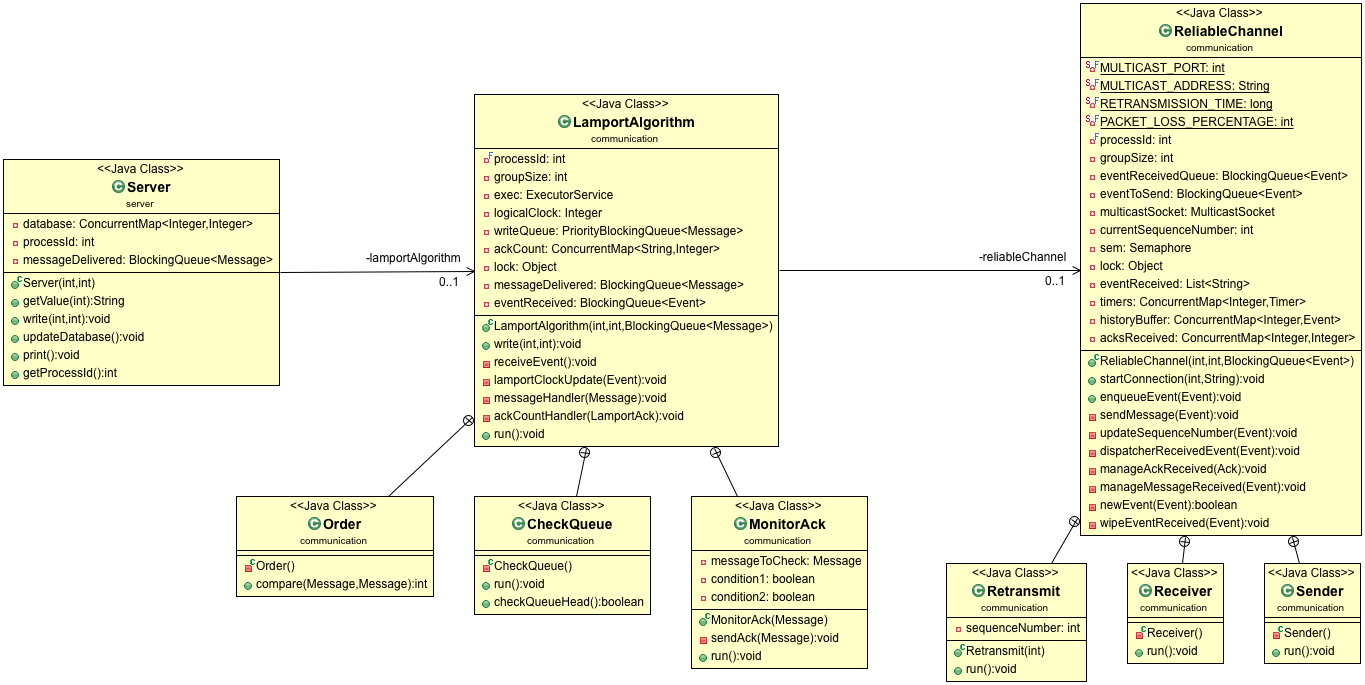 <<Java Class>>
Server
server
database: ConcurrentMap<Integer,Integer>
processId: int
messageDelivered: BlockingQueue<Message>
Server(int,int)
getValue(int):String
write(int,int):void
updateDatabase():void
print():void
getProcessId():int
-lamportAlgorithm
0..1
<<Java Class>>
LamportAlgorithm
communication
processId: int
groupSize: int
exec: ExecutorService
logicalClock: Integer
writeQueue: PriorityBlockingQueue<Message>
ackCount: ConcurrentMap<String,Integer>
lock: Object
messageDelivered: BlockingQueue<Message>
eventReceived: BlockingQueue<Event>
LamportAlgorithm(int,int,BlockingQueue<Message>)
write(int,int):void
receiveEvent():void
lamportClockUpdate(Event):void
messageHandler(Message):void
ackCountHandler(LamportAck):void
run():void
-reliableChannel
0..1
<<Java Class>>
ReliableChannel
communication
MULTICAST_PORT: int
MULTICAST_ADDRESS: String
RETRANSMISSION_TIME: long
PACKET_LOSS_PERCENTAGE: int
processId: int
groupSize: int
eventReceivedQueue: BlockingQueue<Event>
eventToSend: BlockingQueue<Event>
multicastSocket: MulticastSocket
currentSequenceNumber: int
sem: Semaphore
lock: Object
eventReceived: List<String>
timers: ConcurrentMap<Integer,Timer>
historyBuffer: ConcurrentMap<Integer,Event>
acksReceived: ConcurrentMap<Integer,Integer>
ReliableChannel(int,int,BlockingQueue<Event>)
startConnection(int,String):void
enqueueEvent(Event):void
sendMessage(Event):void
updateSequenceNumber(Event):void
dispatcherReceivedEvent(Event):void
manageAckReceived(Ack):void
manageMessageReceived(Event):void
newEvent(Event):boolean
wipeEventReceived(Event):void
<<Java Class>>
Order
communication
Order()
compare(Message,Message):int
<<Java Class>>
CheckQueue
communication
CheckQueue()
run():void
checkQueueHead():boolean
<<Java Class>>
MonitorAck
communication
messageToCheck: Message
condition1: boolean
condition2: boolean
MonitorAck(Message)
sendAck(Message):void
run():void
<<Java Class>>
Retransmit
communication
sequenceNumber: int
Retransmit(int)
run():void
<<Java Class>>
Receiver
communication
Receiver()
run():void
<<Java Class>>
Sender
communication
Sender()
run():void